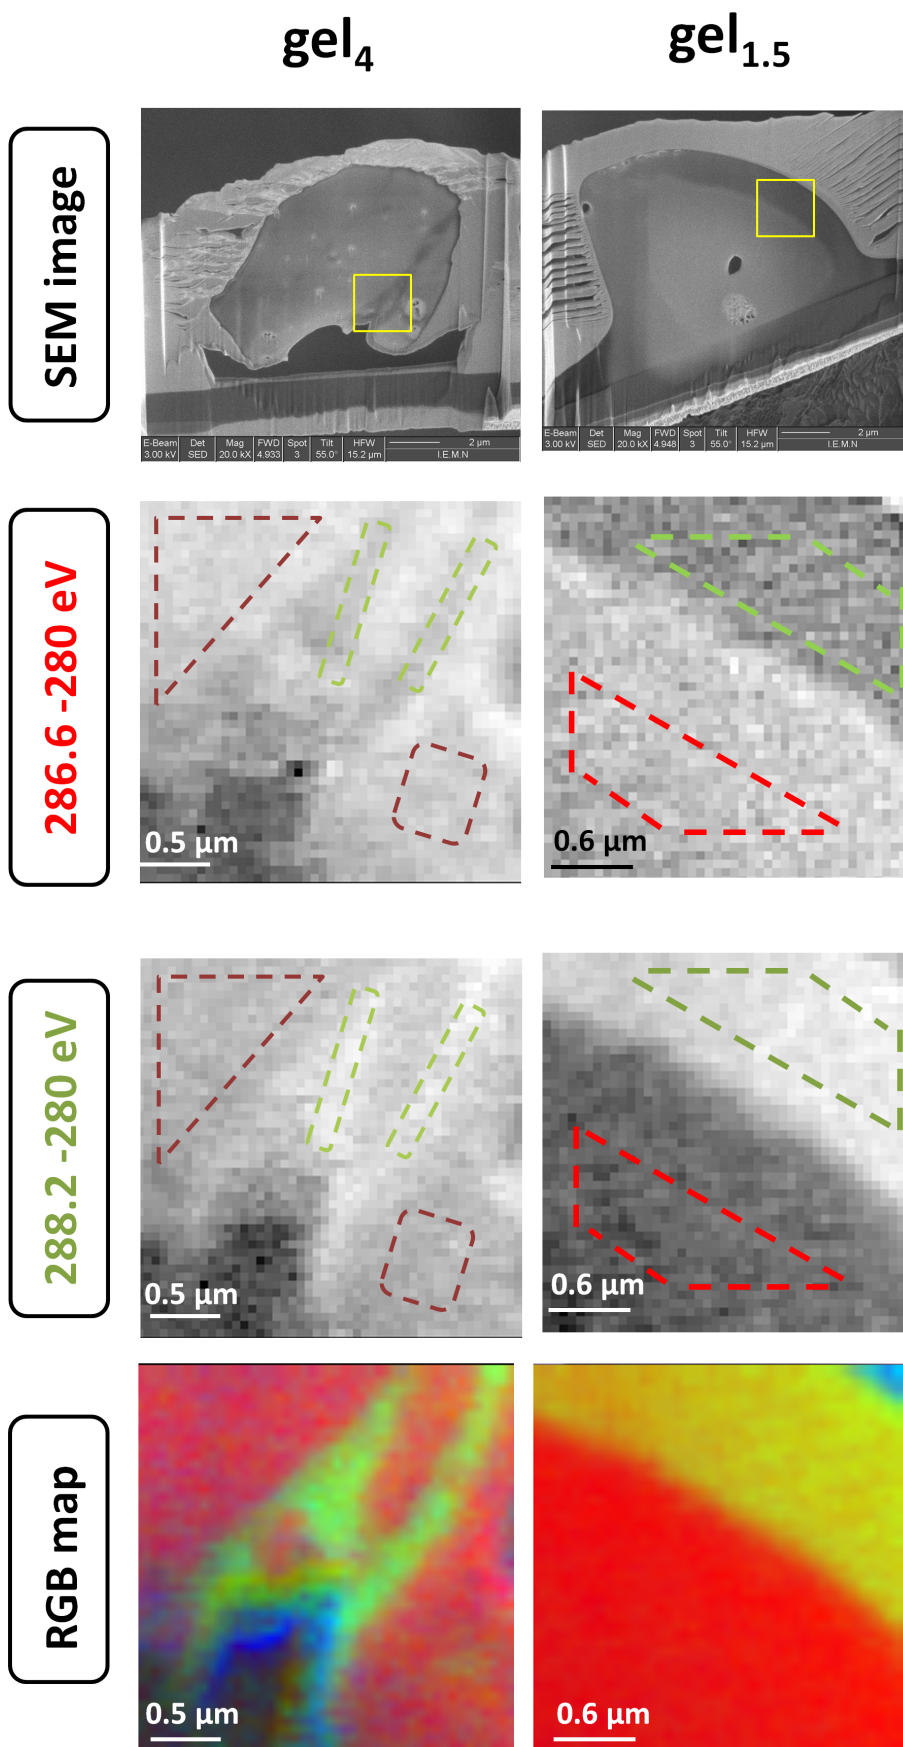 gel4 gel1.5
SEM image
E-Beam Det Mag FWD Spot Tilt HFW 2 µm
3.00 kV SED 20.0 kX 4.933 3 55.0° 15.2 µm I.E.M.N
E-Beam Det Mag FWD Spot Tilt HFW 2 µm
3.00 kV SED 20.0 kX 4.948 3 55.0° 15.2 µm I.E.M.N
286.6 -280 eV
0.5 µm
0.6 µm
288.2 -280 eV
0.5 µm
0.6 µm
RGB map
0.5 µm
0.6 µm